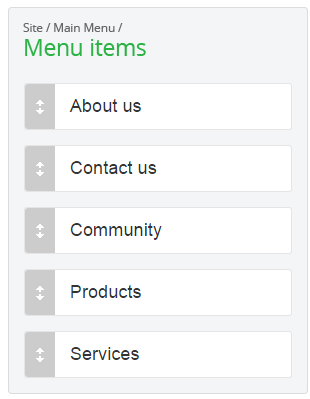 Site / Main Menu /
Menu items
About us
Contact us
Community
Products
Services